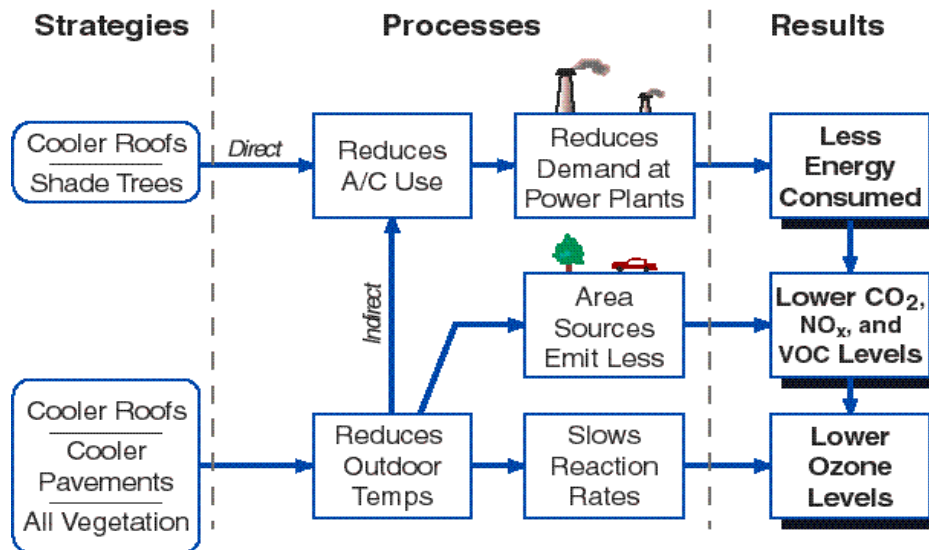 Strategies
Processes
Results
Cooler Roofs
Shade Trees
Direct
Reduces
A/C Use
Reduces
Demand at
Power Plants
Less
Energy
Consumed
Indirect
Area
Sources
Emit Less
Lower CO₂,
NOₓ, and
VOC Levels
Cooler Roofs
Cooler
Pavements
All Vegetation
Reduces
Outdoor
Temps
Slows
Reaction
Rates
Lower
Ozone
Levels